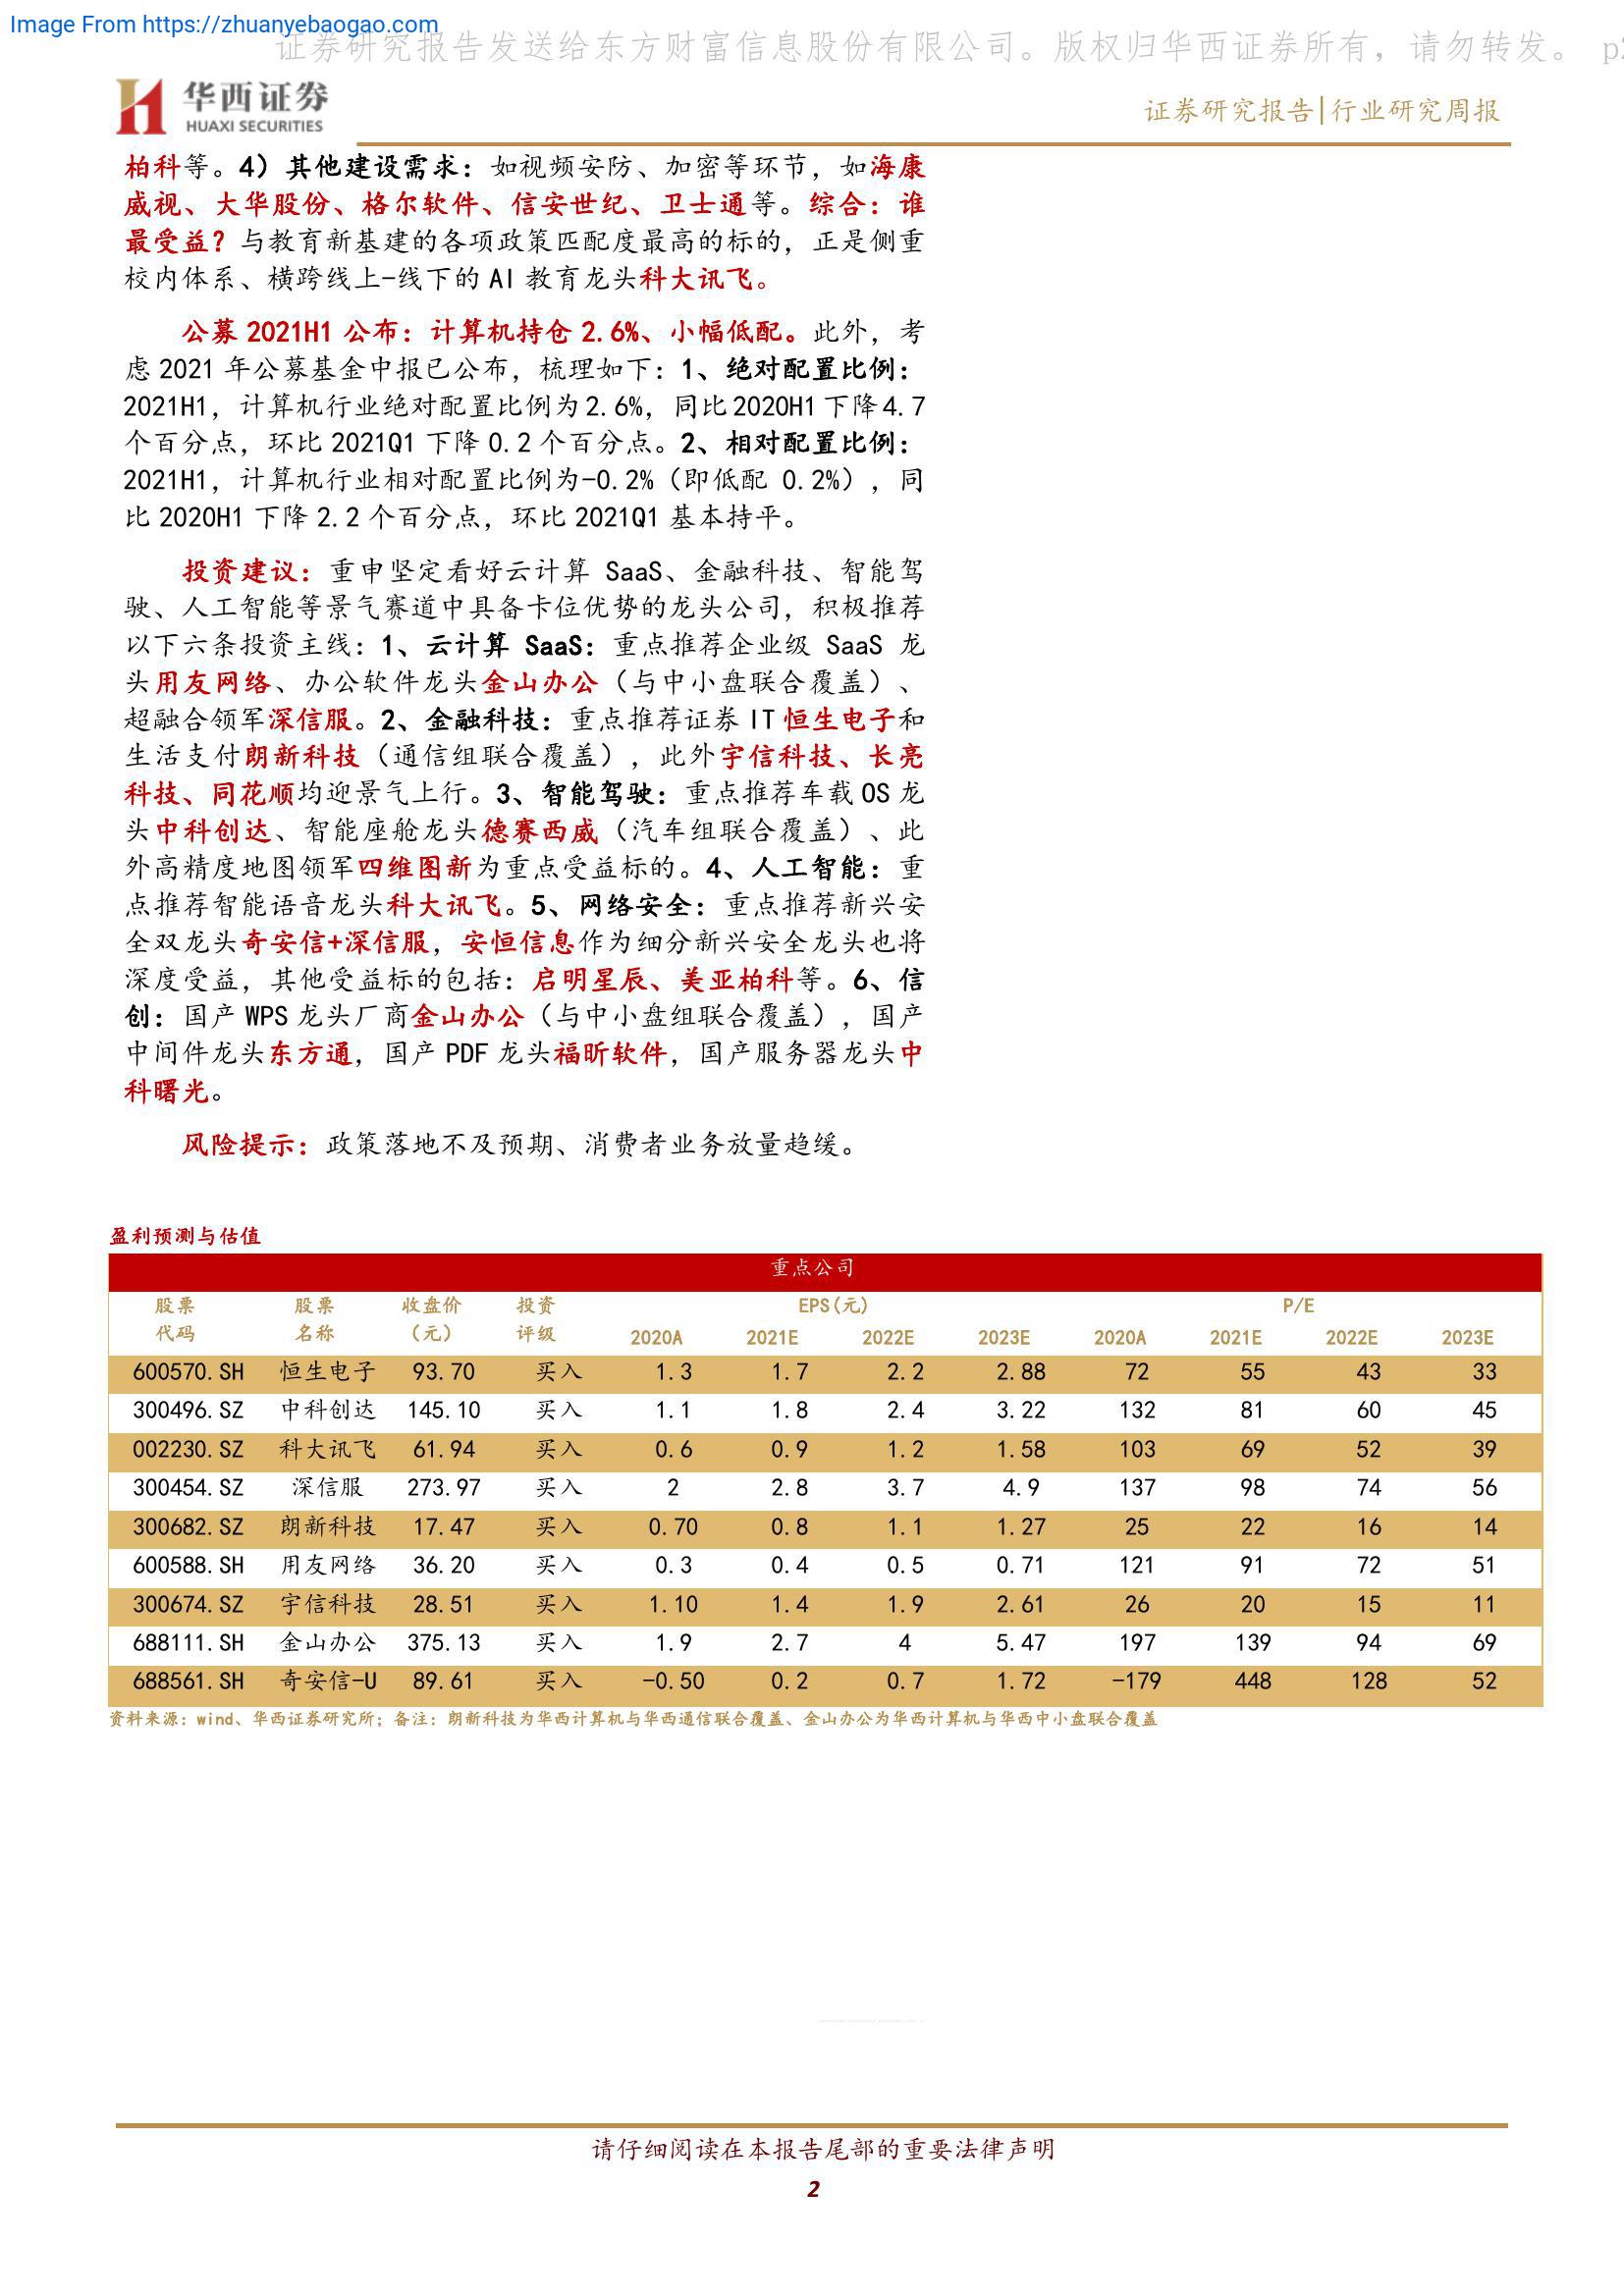 Image From https://zhuanyebaogao.com
证券研究报告发送给东方财富信息股份有限公司。版权归华西证券所有，请勿转发。 p2
华西证券
HUAXI SECURITIES
证券研究报告|行业研究周报
柏科等。4）其他建设需求：如视频安防、加密等环节，如海康
威视、大华股份、格尔软件、信安世纪、卫士通等。综合：谁
最受益？与教育新基建的各项政策匹配度最高的标的，正是侧重
校内体系、横跨线上-线下的 AI 教育龙头科大讯飞。
公募 2021H1 公布：计算机持仓 2.6%、小幅低配。此外，考
虑 2021 年公募基金中报已公布，梳理如下：1、绝对配置比例：
2021H1，计算机行业绝对配置比例为 2.6%，同比 2020H1 下降 4.7
个百分点，环比 2021Q1 下降 0.2 个百分点。2、相对配置比例：
2021H1，计算机行业相对配置比例为-0.2%（即低配 0.2%），同
比 2020H1 下降 2.2 个百分点，环比 2021Q1 基本持平。
投资建议：重申坚定看好云计算 SaaS、金融科技、智能驾
驶、人工智能等景气赛道中具备卡位优势的龙头公司，积极推荐
以下六条投资主线：1、云计算 SaaS：重点推荐企业级 SaaS 龙
头用友网络、办公软件龙头金山办公（与中小盘联合覆盖）、
超融合领军深信服。2、金融科技：重点推荐证券 IT 恒生电子和
生活支付朗新科技（通信组联合覆盖），此外宇信科技、长亮
科技、同花顺均迎景气上行。3、智能驾驶：重点推荐车载 OS 龙
头中科创达、智能座舱龙头德赛西威（汽车组联合覆盖）、此
外高精度地图领军四维图新为重点受益标的。4、人工智能：重
点推荐智能语音龙头科大讯飞。5、网络安全：重点推荐新兴安
全双龙头奇安信+深信服，安恒信息作为细分新兴安全龙头也将
深度受益，其他受益标的包括：启明星辰、美亚柏科等。6、信
创：国产 WPS 龙头厂商金山办公（与中小盘组联合覆盖），国产
中间件龙头东方通，国产 PDF 龙头福昕软件，国产服务器龙头中
科曙光。
风险提示：政策落地不及预期、消费者业务放量趋缓。
盈利预测与估值
重点公司
股票 股票 收盘价 投资 EPS(元) P/E
代码 名称 （元） 评级 2020A 2021E 2022E 2023E 2020A 2021E 2022E 2023E
600570.SH 恒生电子 93.70 买入 1.3 1.7 2.2 2.88 72 55 43 33
300496.SZ 中科创达 145.10 买入 1.1 1.8 2.4 3.22 132 81 60 45
002230.SZ 科大讯飞 61.94 买入 0.6 0.9 1.2 1.58 103 69 52 39
300454.SZ 深信服 273.97 买入 2 2.8 3.7 4.9 137 98 74 56
300682.SZ 朗新科技 17.47 买入 0.70 0.8 1.1 1.27 25 22 16 14
600588.SH 用友网络 36.20 买入 0.3 0.4 0.5 0.71 121 91 72 51
300674.SZ 宇信科技 28.51 买入 1.10 1.4 1.9 2.61 26 20 15 11
688111.SH 金山办公 375.13 买入 1.9 2.7 4 5.47 197 139 94 69
688561.SH 奇安信-U 89.61 买入 -0.50 0.2 0.7 1.72 -179 448 128 52
资料来源：wind、华西证券研究所；备注：朗新科技为华西计算机与华西通信联合覆盖、金山办公为华西计算机与华西中小盘联合覆盖
请仔细阅读在本报告尾部的重要法律声明
2